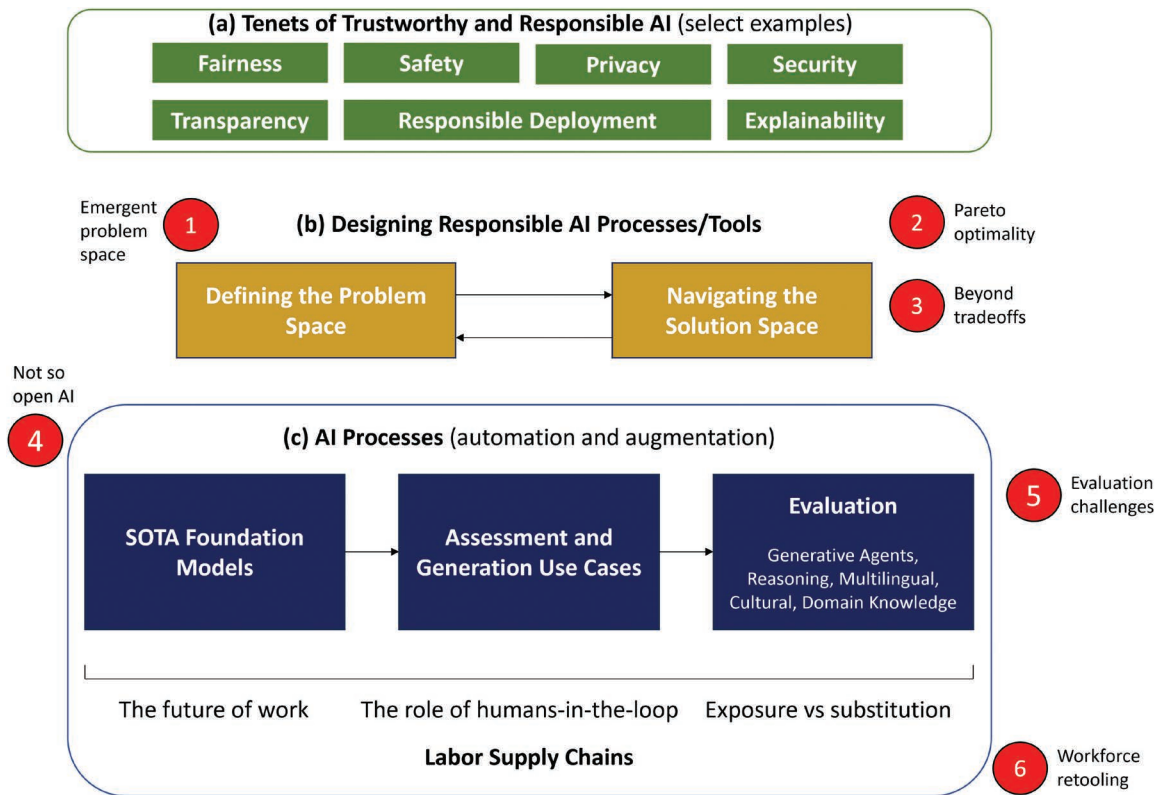 (a) Tenets of Trustworthy and Responsible AI (select examples)
Fairness
Safety
Privacy
Security
Transparency
Responsible Deployment
Explainability
Emergent
problem
space
1
(b) Designing Responsible AI Processes/Tools
2
Pareto
optimality
Defining the Problem
Space
Navigating the
Solution Space
3
Beyond
tradeoffs
Not so
open AI
4
(c) AI Processes (automation and augmentation)
SOTA Foundation
Models
Assessment and
Generation Use Cases
Evaluation
Generative Agents,
Reasoning, Multilingual,
Cultural, Domain Knowledge
5
Evaluation
challenges
The future of work
The role of humans-in-the-loop
Exposure vs substitution
Labor Supply Chains
6
Workforce
retooling